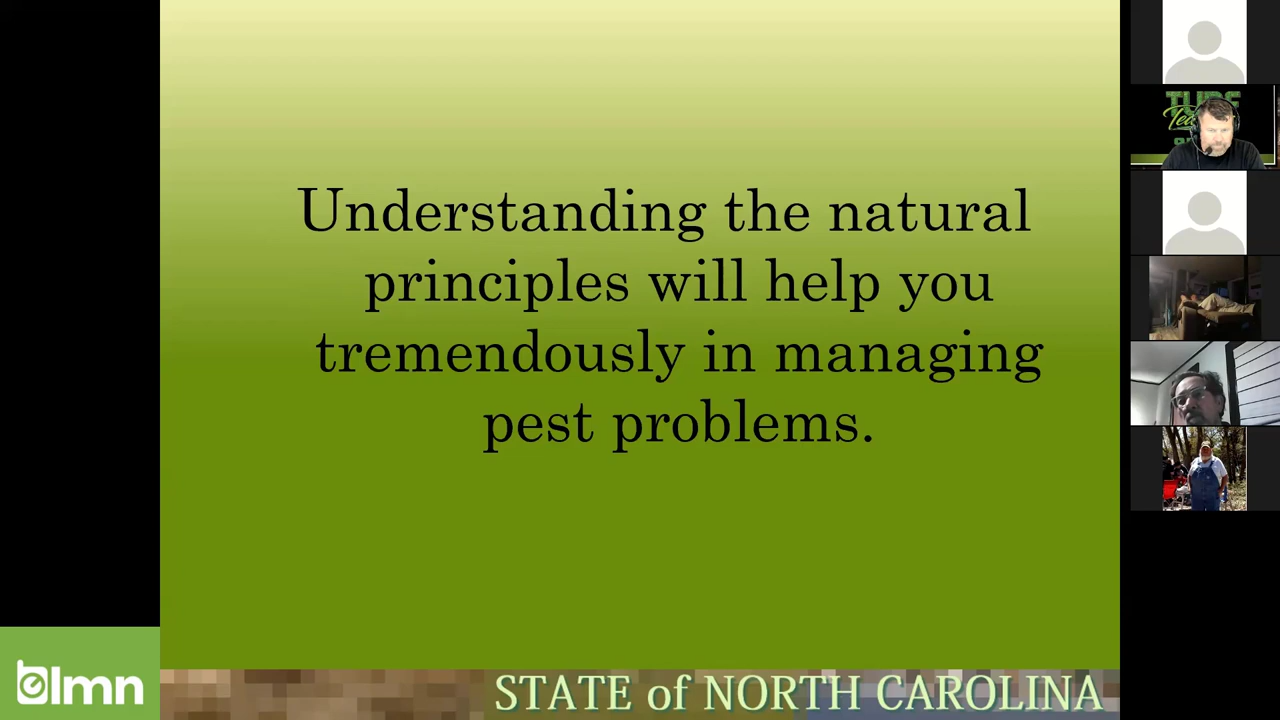 Understanding the natural
principles will help you
tremendously in managing
pest problems.
STATE of NORTH CAROLINA
lmn